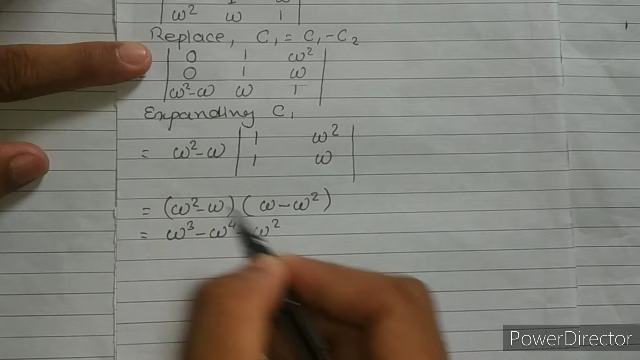 ω² ω 1
Replace, C₁ = C₁ - C₂
0 1 ω²
0 1 ω
ω²-ω ω 1
Expanding C₁
= ω²-ω | 1 ω² |
1 ω
= (ω²-ω) (ω-ω²)
= ω³-ω⁴ ω²
PowerDirector